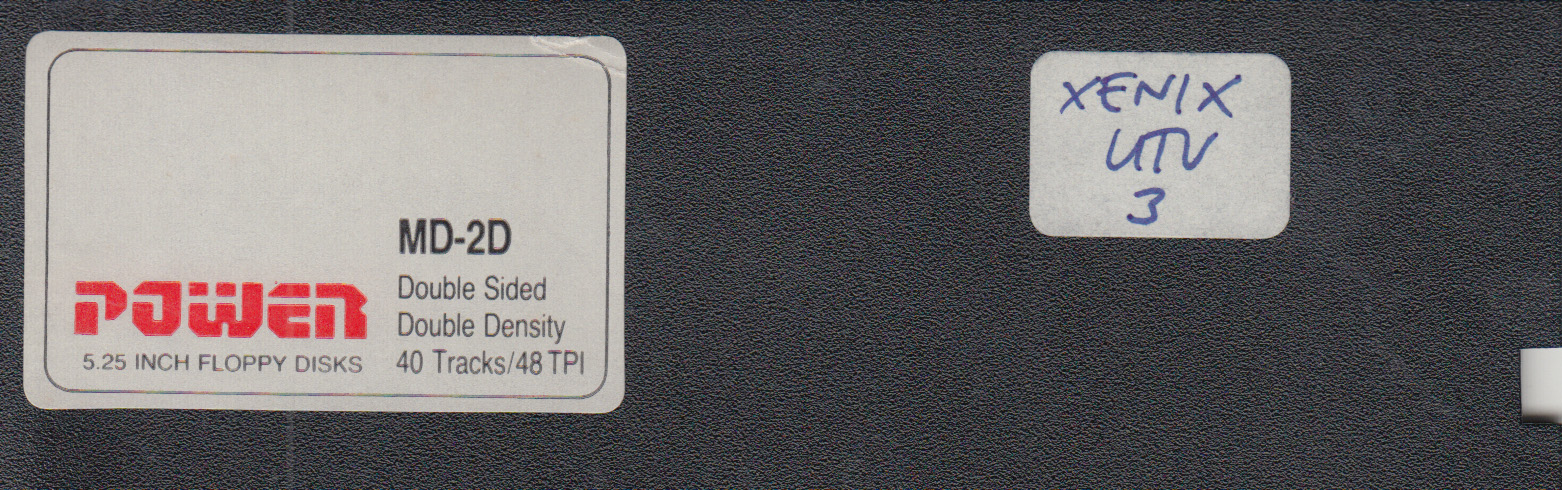 MD-2D
Double Sided
Double Density
40 Tracks/48 TPI
POWER
5.25 INCH FLOPPY DISKS
XENIX
UTV
3